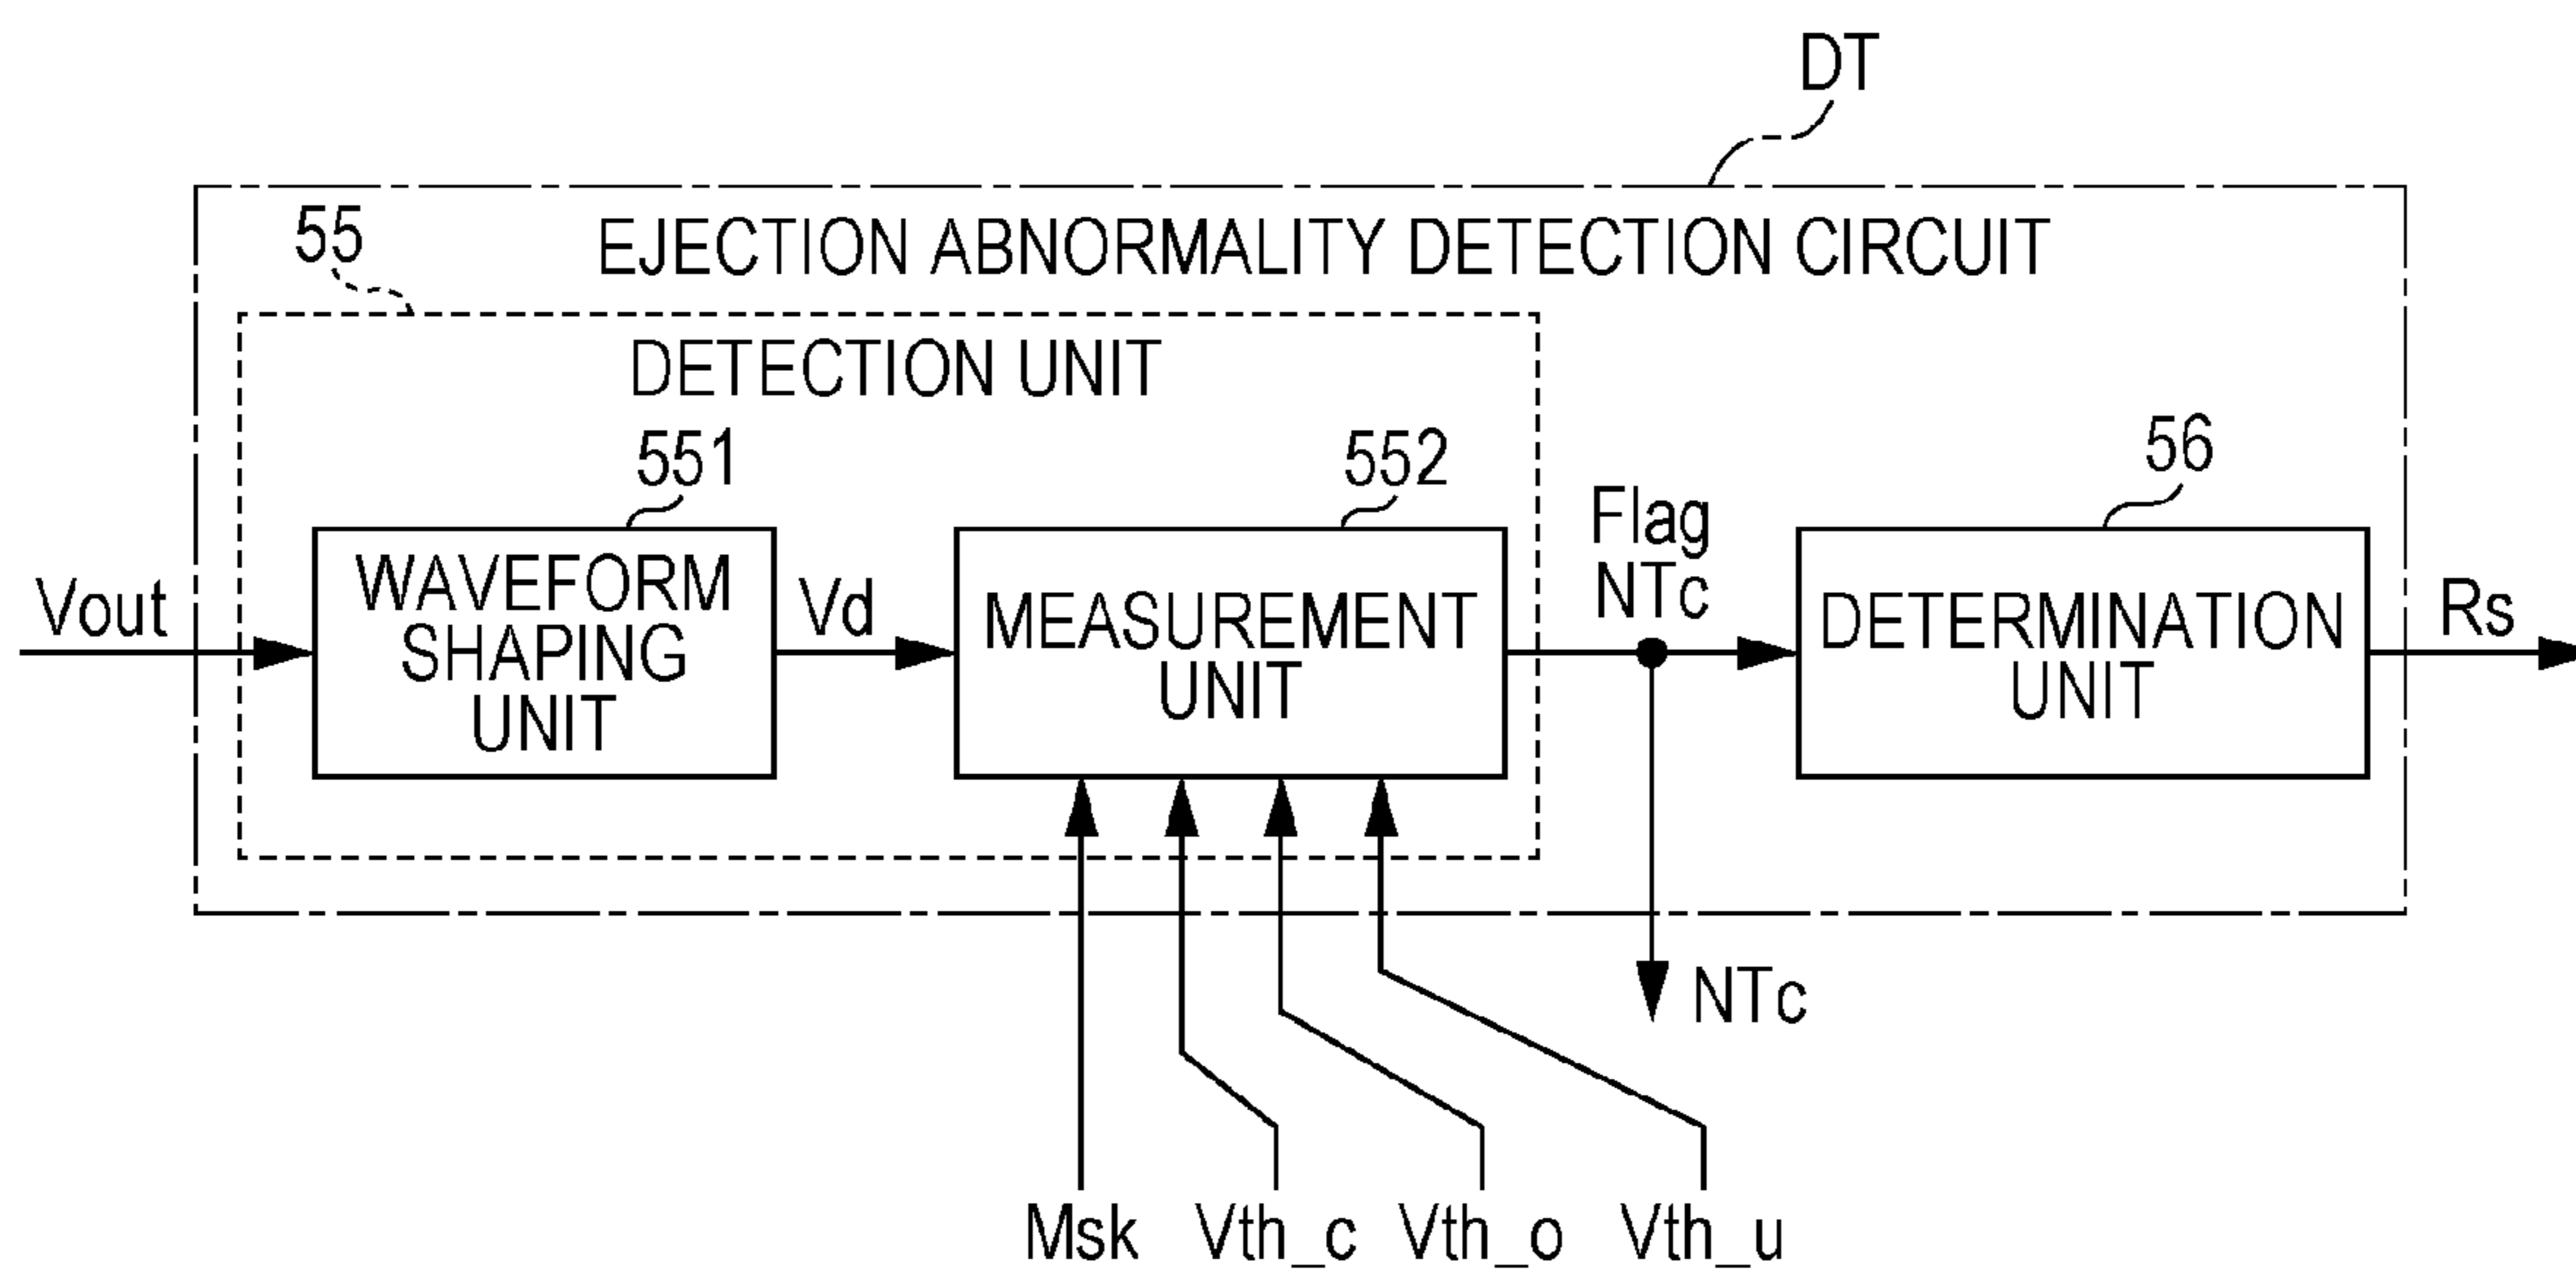 DT
55
EJECTION ABNORMALITY DETECTION CIRCUIT
DETECTION UNIT
551
552
56
Vout
WAVEFORM
SHAPING
UNIT
Vd
MEASUREMENT
UNIT
Flag
NTc
DETERMINATION
UNIT
Rs
NTc
Msk
Vth_c
Vth_o
Vth_u